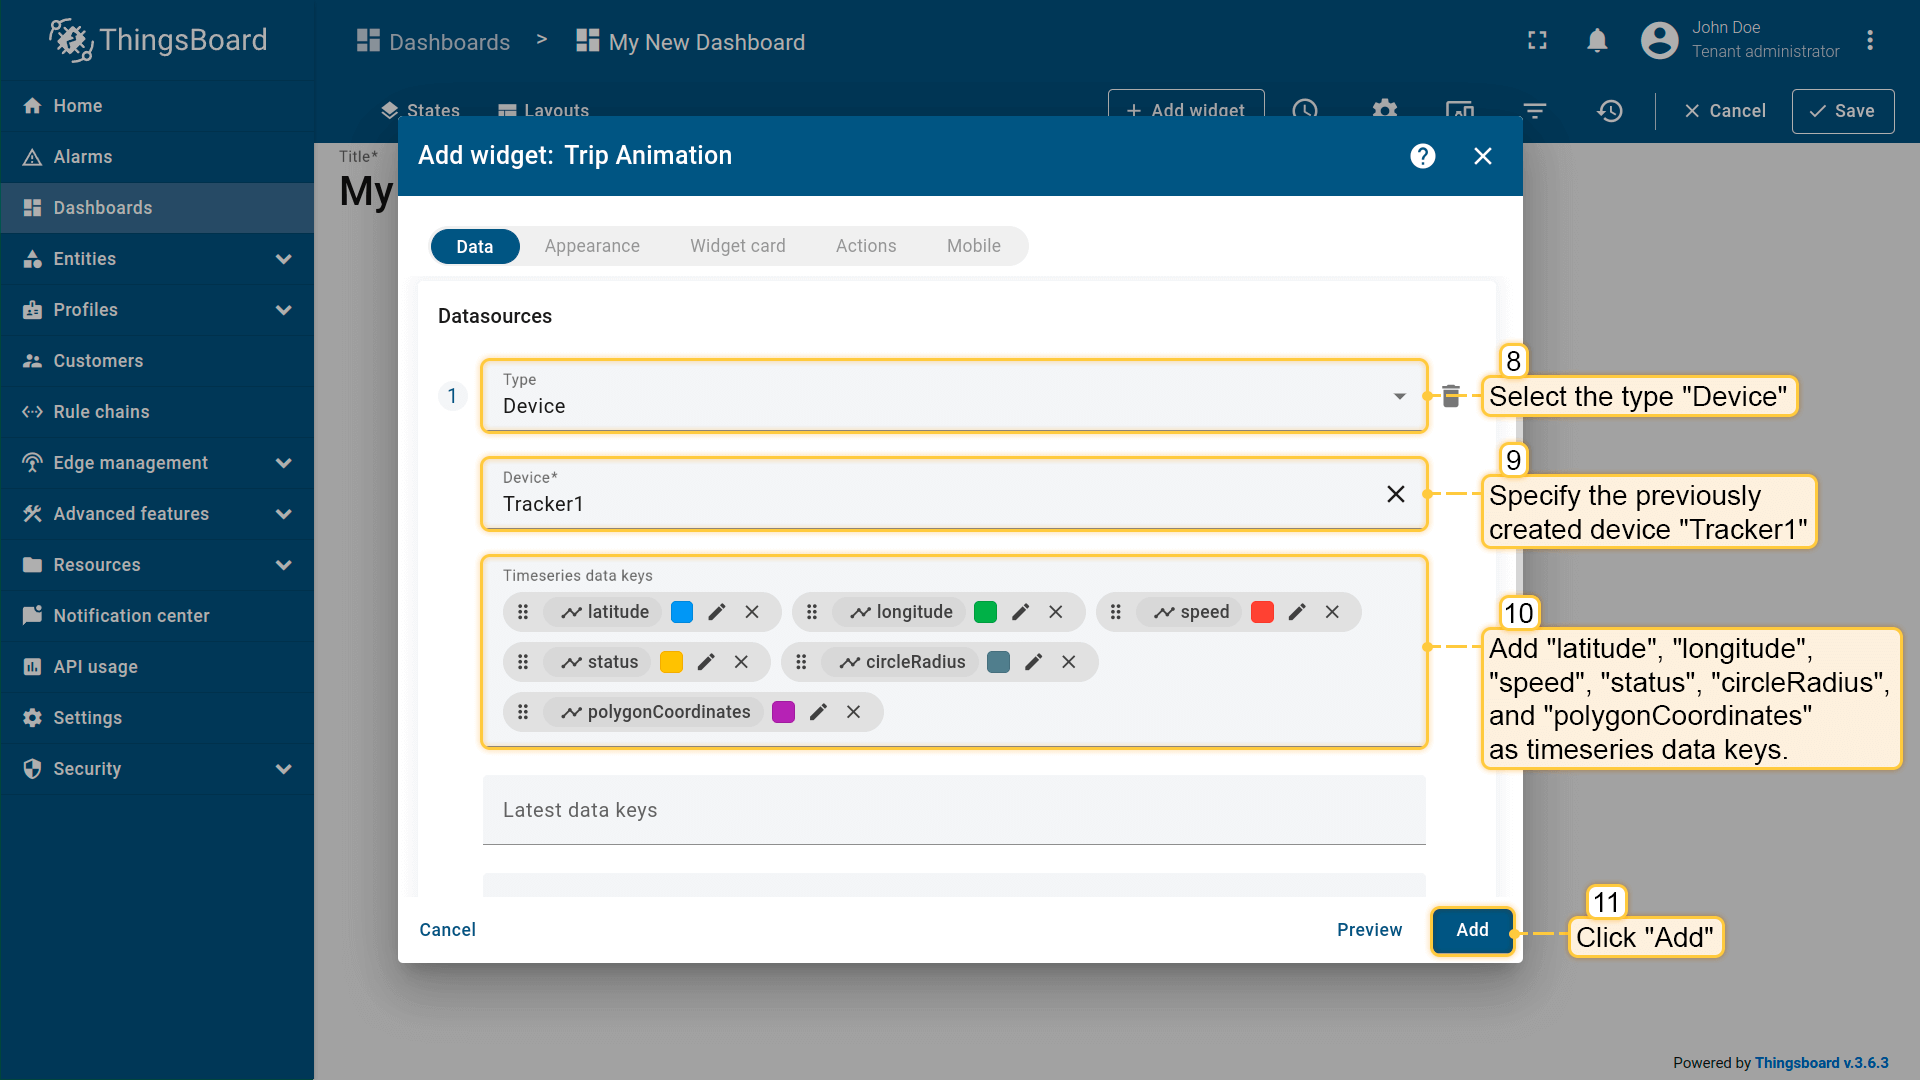 ThingsBoard
Dashboards > My New Dashboard
John Doe
Tenant administrator
Home
Alarms
Dashboards
Entities
Profiles
Customers
Rule chains
Edge management
Advanced features
Resources
Notification center
API usage
Settings
Security
States Layouts + Add widget Cancel Save
Title*
My
Add widget: Trip Animation
Data Appearance Widget card Actions Mobile
Datasources
1
Type
Device
Device*
Tracker1
Timeseries data keys
latitude longitude speed
status circleRadius
polygonCoordinates
Latest data keys
Cancel Preview Add
8
Select the type "Device"
9
Specify the previously
created device "Tracker1"
10
Add "latitude", "longitude",
"speed", "status", "circleRadius",
and "polygonCoordinates"
as timeseries data keys.
11
Click "Add"
Powered by Thingsboard v.3.6.3